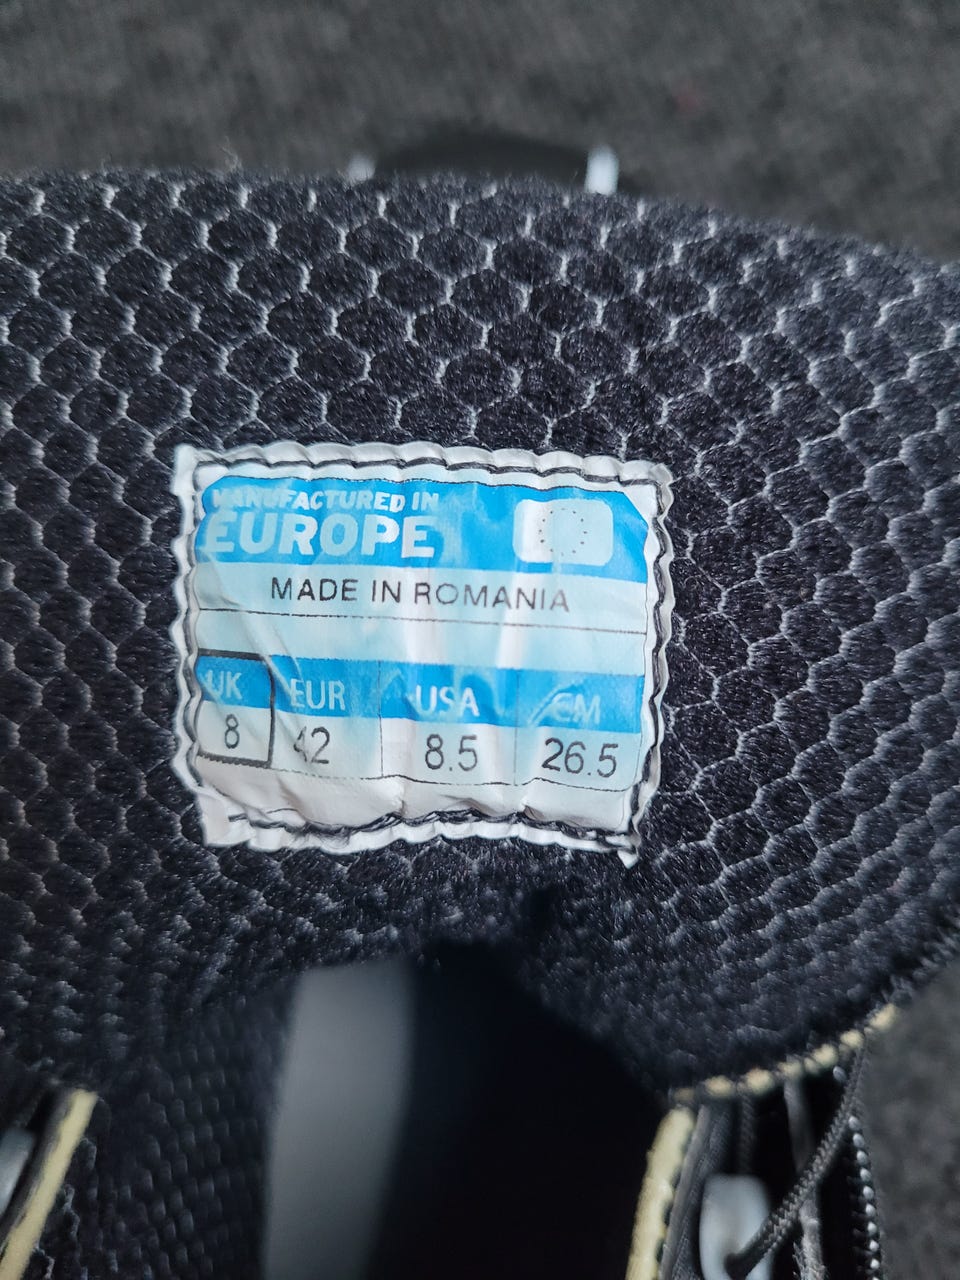 MANUFACTURED IN
EUROPE
MADE IN ROMANIA
UK EUR USA CM
8 42 8.5 26.5